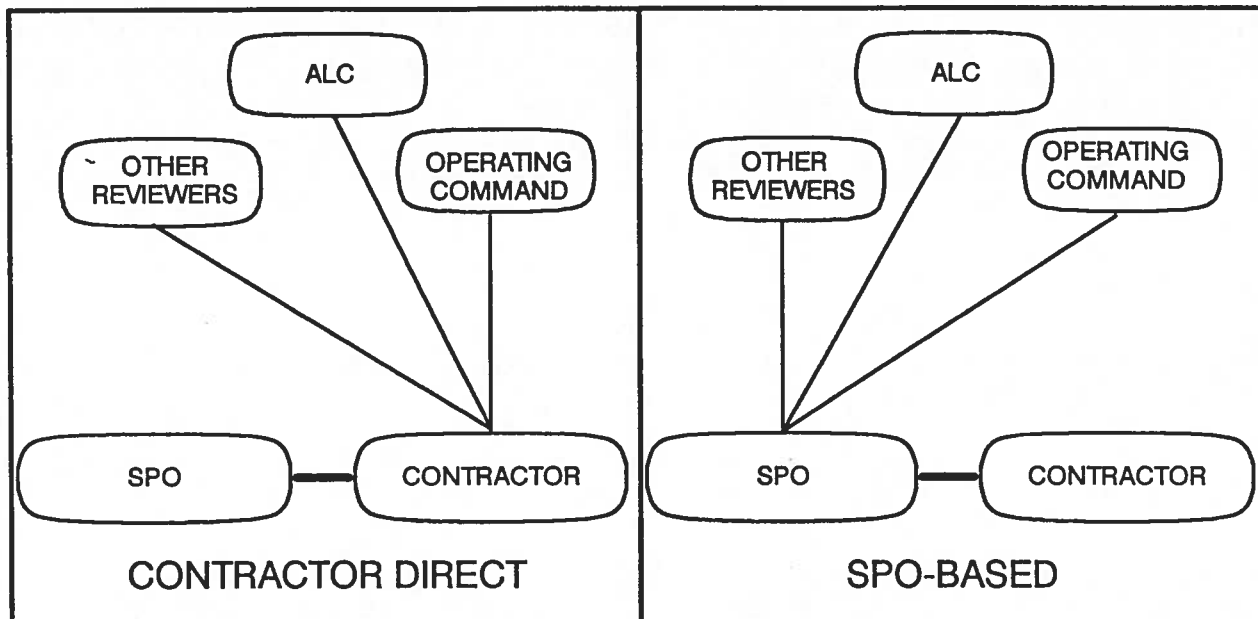 ALC
OTHER
REVIEWERS
OPERATING
COMMAND
SPO
CONTRACTOR
CONTRACTOR DIRECT
ALC
OTHER
REVIEWERS
OPERATING
COMMAND
SPO
CONTRACTOR
SPO-BASED